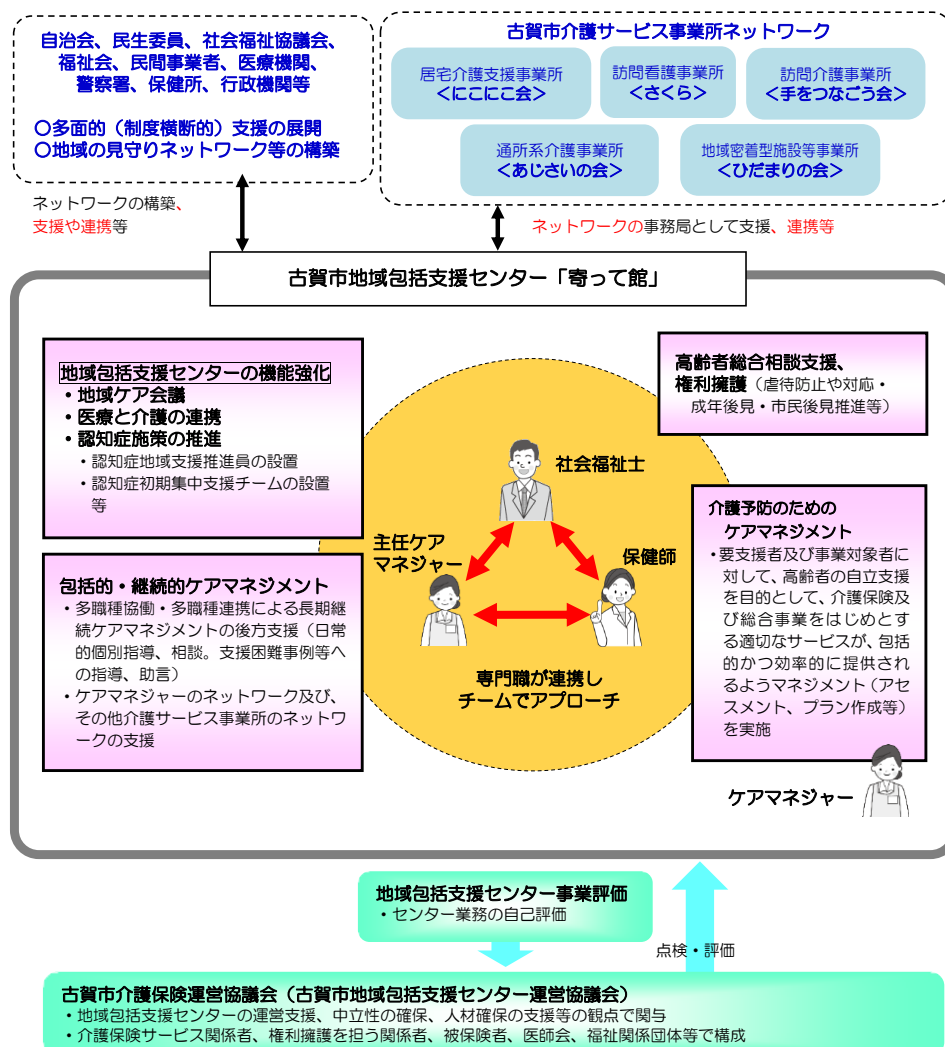 自治会、民生委員、社会福祉協議会、
福祉会、民間事業者、医療機関、
警察署、保健所、行政機関等
〇多面的（制度横断的）支援の展開
〇地域の見守りネットワーク等の構築
古賀市介護サービス事業所ネットワーク
居宅介護支援事業所
＜にこにこ会＞
訪問看護事業所
＜さくら＞
訪問介護事業所
＜手をつなごう会＞
通所系介護事業所
＜あじさいの会＞
地域密着型施設等事業所
＜ひだまりの会＞
ネットワークの構築、
支援や連携等
ネットワークの事務局として支援、連携等
古賀市地域包括支援センター「寄って館」
地域包括支援センターの機能強化
・地域ケア会議
・医療と介護の連携
・認知症施策の推進
・認知症地域支援推進員の設置
・認知症初期集中支援チームの設置
等
高齢者総合相談支援、
権利擁護（虐待防止や対応・
成年後見・市民後見推進等）
社会福祉士
主任ケア
マネジャー
保健師
専門職が連携し
チームでアプローチ
包括的・継続的ケアマネジメント
・多職種協働・多職種連携による長期継
続ケアマネジメントの後方支援（日常
的個別指導、相談。支援困難事例等へ
の指導、助言）
・ケアマネジャーのネットワーク及び、
その他介護サービス事業所のネットワ
ークの支援
介護予防のための
ケアマネジメント
・要支援者及び事業対象者に
対して、高齢者の自立支援
を目的として、介護保険及
び総合事業をはじめとす
る適切なサービスが、包括
的かつ効率的に提供され
るようマネジメント（アセ
スメント、プラン作成等）
を実施
ケアマネジャー
地域包括支援センター事業評価
・センター業務の自己評価
点検・評価
古賀市介護保険運営協議会（古賀市地域包括支援センター運営協議会）
・地域包括支援センターの運営支援、中立性の確保、人材確保の支援等の観点で関与
・介護保険サービス関係者、権利擁護を担う関係者、被保険者、医師会、福祉関係団体等で構成